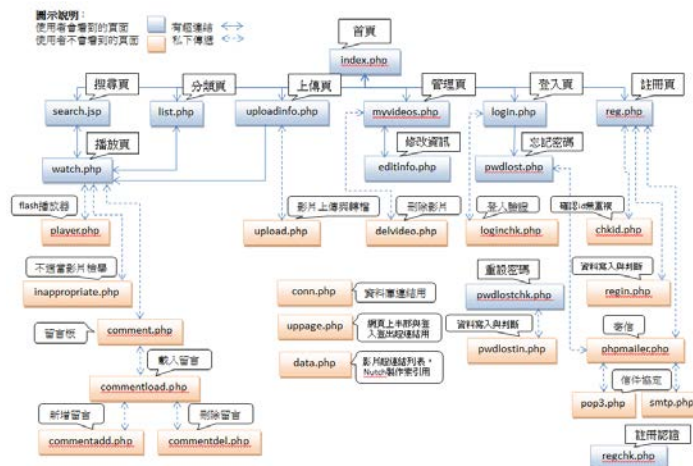 圖示說明：
使用者會看到的頁面
有超連結
使用者不會看到的頁面
私下傳遞
首頁
index.php
搜尋頁
分類頁
上傳頁
管理頁
登入頁
註冊頁
search.jsp
list.php
uploadinfo.php
myvideos.php
login.php
reg.php
播放頁
修改資訊
忘記密碼
watch.php
editinfo.php
pwdlost.php
flash播放器
影片上傳與轉檔
刪除影片
登入驗證
確認id無重複
player.php
upload.php
delvideo.php
loginchk.php
chkid.php
不適當影片檢舉
重設密碼
資料寫入與判斷
inappropriate.php
conn.php
資料庫連結用
pwdlostchk.php
regin.php
留言板
comment.php
uppage.php
網頁上半部與登
入登出超連結用
資料寫入與判斷
寄信
載入留言
data.php
影片超連結列表，
Nutch製作索引用
pwdlostin.php
phpmailer.php
commentload.php
信件協定
新增留言
刪除留言
pop3.php
smtp.php
commentadd.php
commentdel.php
註冊認證
regchk.php